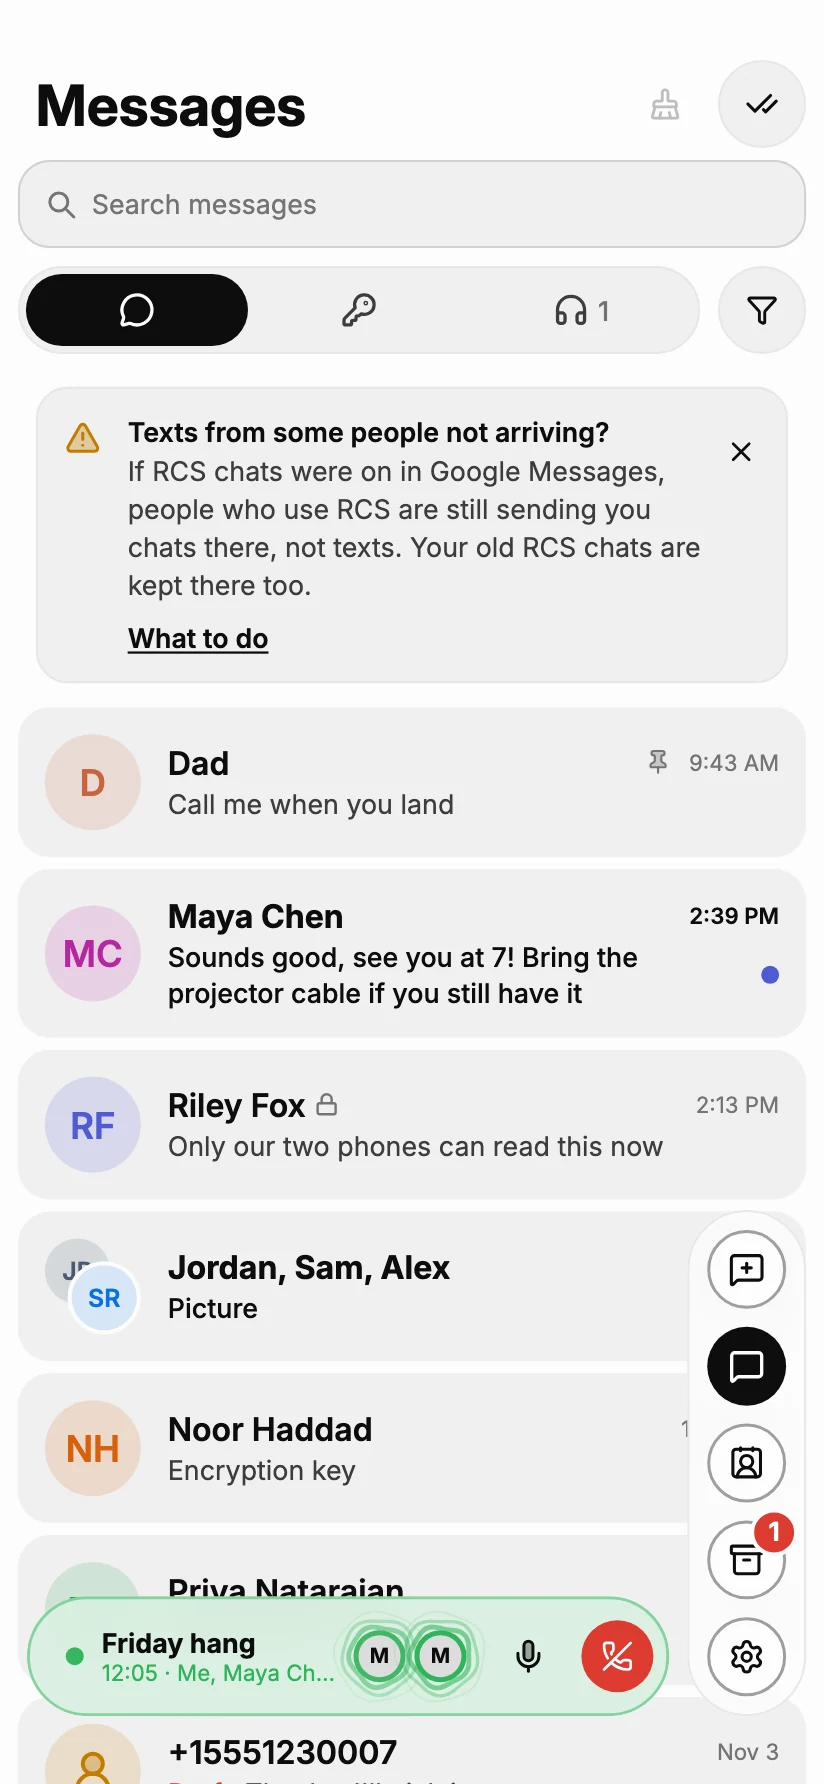 Messages
Search messages
1
Texts from some people not arriving?
If RCS chats were on in Google Messages,
people who use RCS are still sending you
chats there, not texts. Your old RCS chats are
kept there too.
What to do
D
Dad
9:43 AM
Call me when you land
MC
Maya Chen
2:39 PM
Sounds good, see you at 7! Bring the
projector cable if you still have it
RF
Riley Fox
2:13 PM
Only our two phones can read this now
SR
Jordan, Sam, Alex
Picture
NH
Noor Haddad
Encryption key
1
Priya Natarajan
Friday hang
12:05 · Me, Maya Ch...
M
M
+15551230007
Nov 3